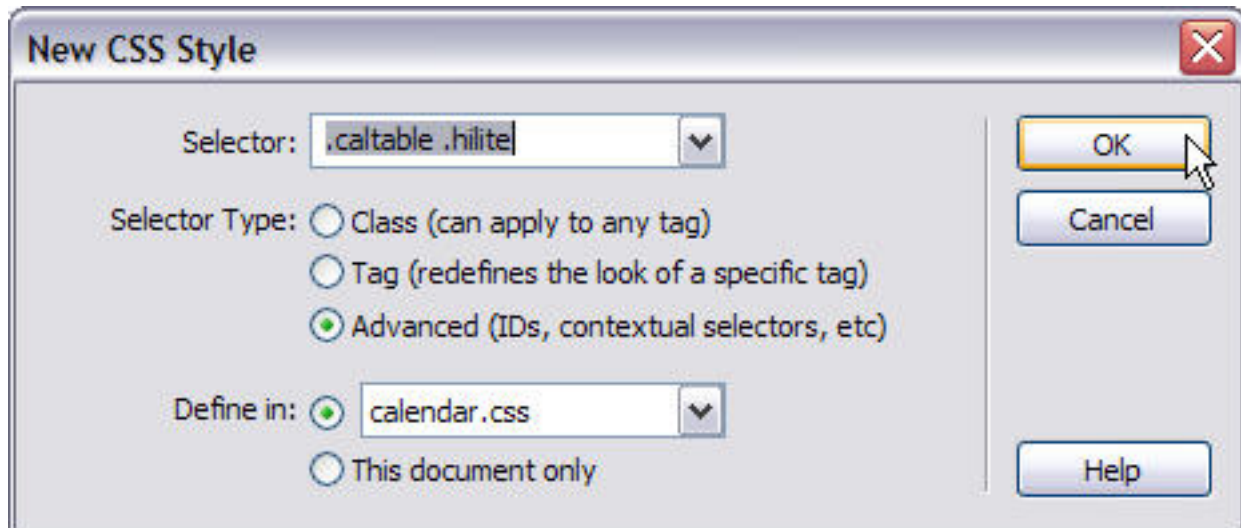 New CSS Style
Selector: .caltable .hilite
OK
Selector Type: Class (can apply to any tag)
Cancel
Tag (redefines the look of a specific tag)
Advanced (IDs, contextual selectors, etc)
Define in: calendar.css
This document only
Help